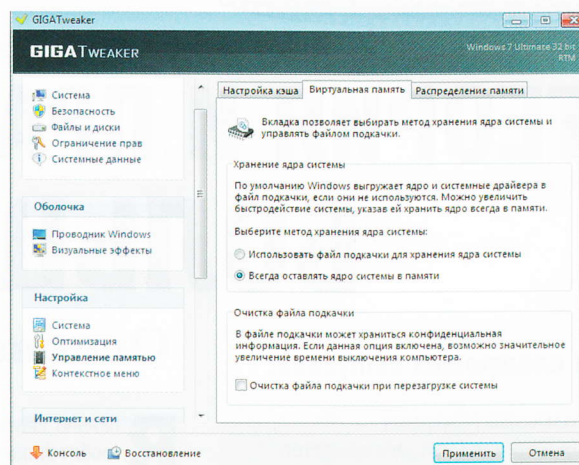 GIGATweaker
GIGATWEAKER
Windows 7 Ultimate 32 bit
RTM
Система
Безопасность
Файлы и диски
Ограничение прав
Системные данные
Оболочка
Проводник Windows
Визуальные эффекты
Настройка
Система
Оптимизация
Управление памятью
Контекстное меню
Интернет и сети
Настройка кэша
Виртуальная память
Распределение памяти
Вкладка позволяет выбирать метод хранения ядра системы и
управлять файлом подкачки.
Хранение ядра системы
По умолчанию Windows выгружает ядро и системные драйвера в
файл подкачки, если они не используются. Можно увеличить
быстродействие системы, указав ей хранить ядро всегда в памяти.
Выберите метод хранения ядра системы:
Использовать файл подкачки для хранения ядра системы
Всегда оставлять ядро системы в памяти
Очистка файла подкачки
В файле подкачки может храниться конфиденциальная
информация. Если данная опция включена, возможно значительное
увеличение времени выключения компьютера.
Очистка файла подкачки при перезагрузке системы
Консоль
Восстановление
Применить
Отмена